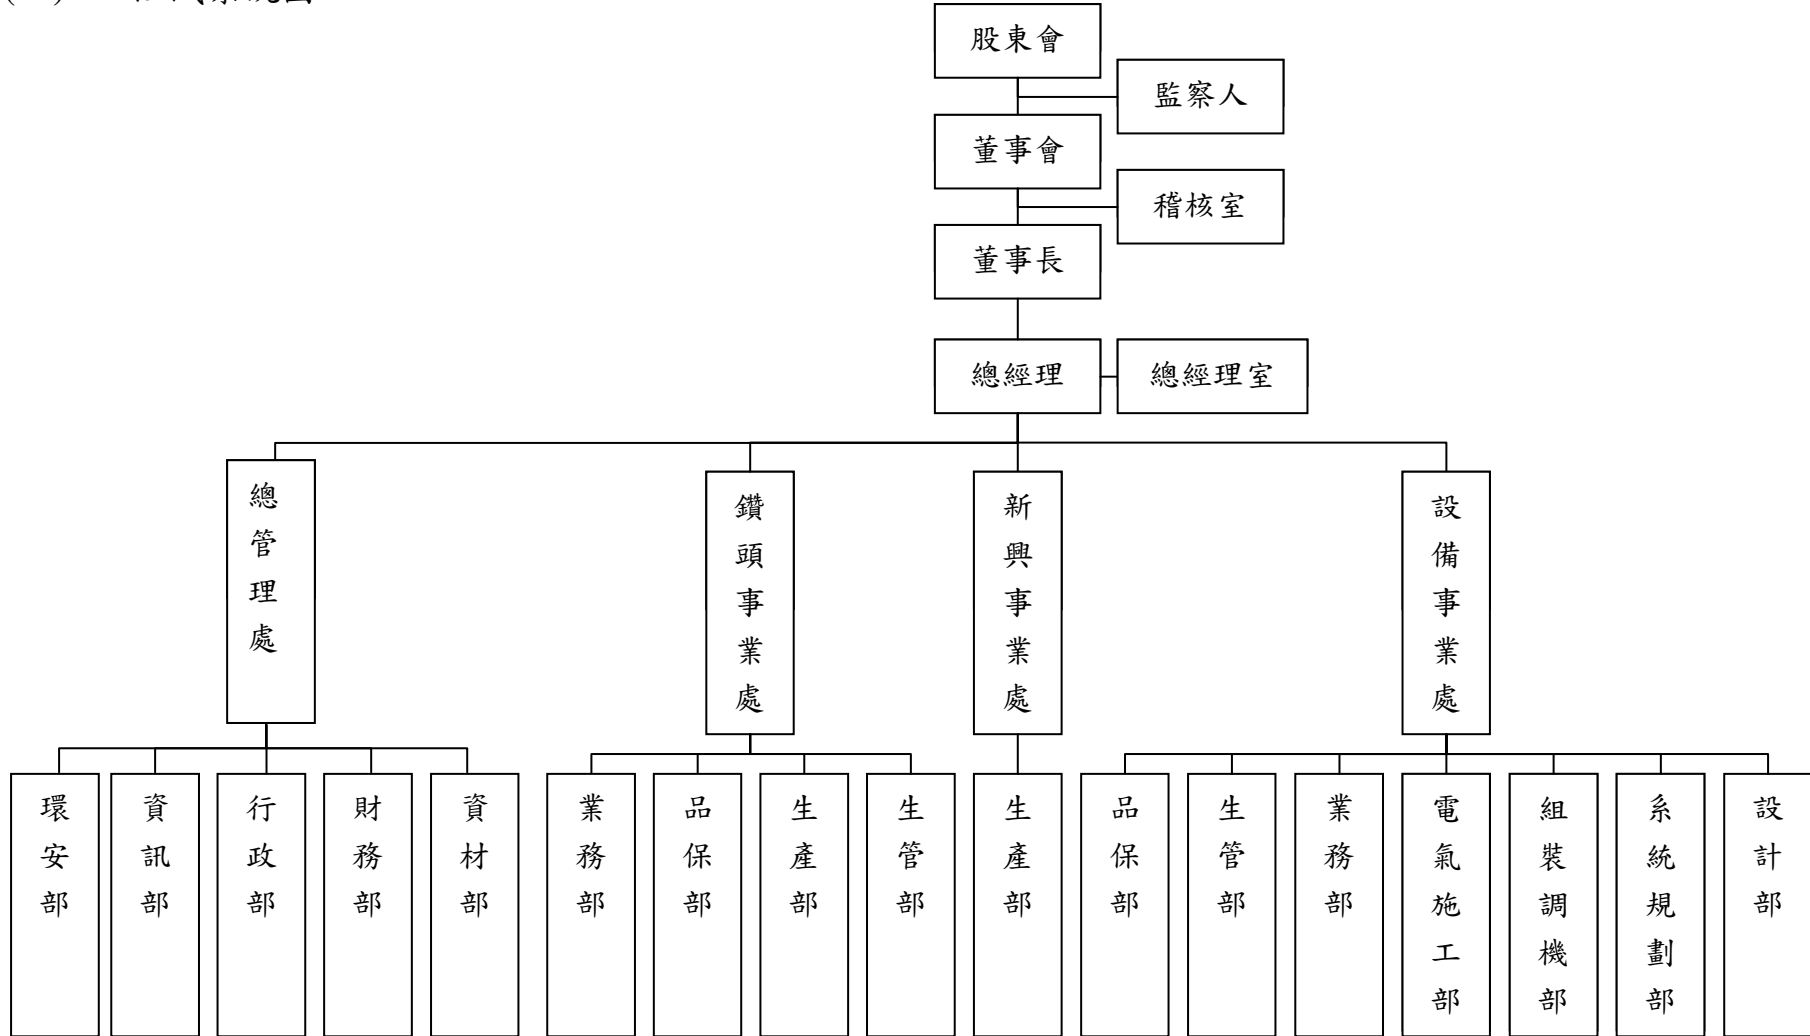 股東會
監察人
董事會
稽核室
董事長
總經理
總經理室
總管理處
鑽頭事業處
新興事業處
設備事業處
環安部
資訊部
行政部
財務部
資材部
業務部
品保部
生產部
生管部
生產部
品保部
生管部
業務部
電氣施工部
組裝調機部
系統規劃部
設計部